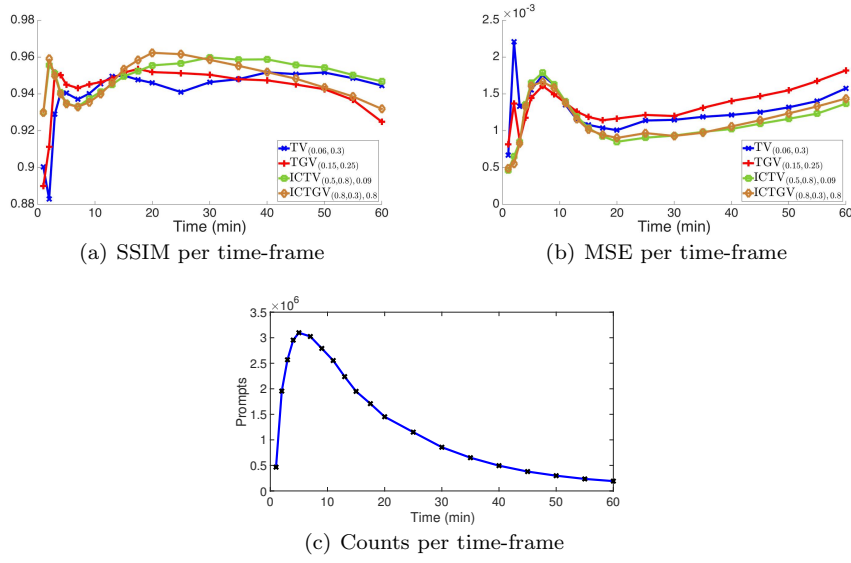 0.98
0.96
0.94
0.92
0.9
0.88
0 10 20 30 40 50 60
Time (min)
TV(0.06,0.3)
TGV(0.15,0.25)
ICTV(0.5,0.8),0.09
ICTGV(0.8,0.3),0.8
(a) SSIM per time-frame
×10-3
2.5
2
1.5
1
0.5
0
0 10 20 30 40 50 60
Time (min)
TV(0.06,0.3)
TGV(0.15,0.25)
ICTV(0.5,0.8),0.09
ICTGV(0.8,0.3),0.8
(b) MSE per time-frame
×106
3.5
3
2.5
2
1.5
1
0.5
0
Prompts
0 10 20 30 40 50 60
Time (min)
(c) Counts per time-frame